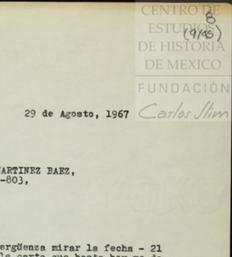 8
(9/45)
CENTRO DE
ESTUDIOS
DE HISTORIA
DE MEXICO
FUNDACIÓN
Carlos Slim
29 de Agosto, 1967
MARTINEZ BAEZ,
-803,
ergüenza mirar la fecha - 21